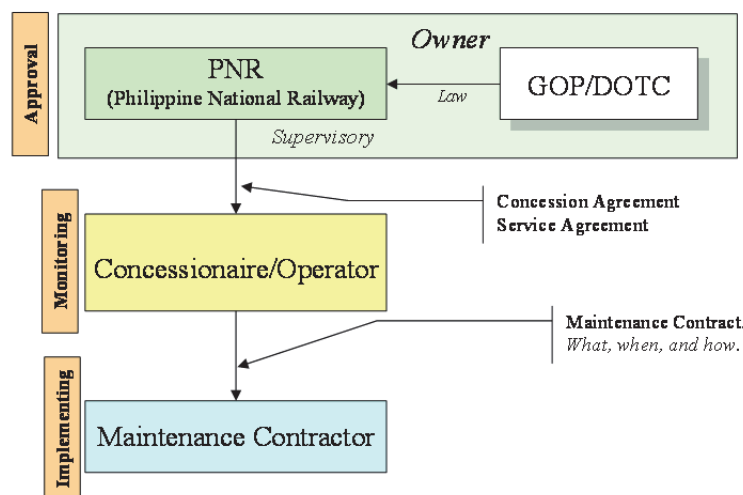 Owner
Approval
PNR
(Philippine National Railway)
Law
GOP/DOTC
Supervisory
Concession Agreement
Service Agreement
Monitoring
Concessionaire/Operator
Maintenance Contract.
What, when, and how.
Implementing
Maintenance Contractor